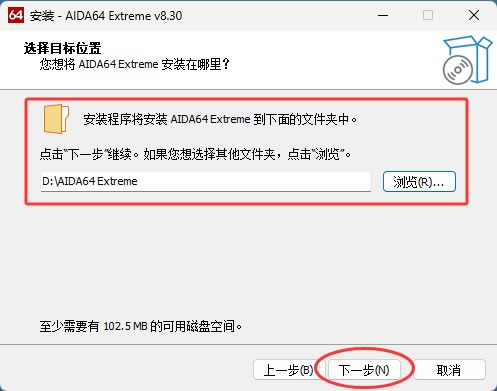 64 安装 - AIDA64 Extreme v8.30
选择目标位置
您想将 AIDA64 Extreme 安装在哪里？
安装程序将安装 AIDA64 Extreme 到下面的文件夹中。
点击“下一步”继续。如果您想选择其他文件夹，点击“浏览”。
D:\AIDA64 Extreme 浏览(R)...
至少需要有 102.5 MB 的可用磁盘空间。
上一步(B) 下一步(N) 取消